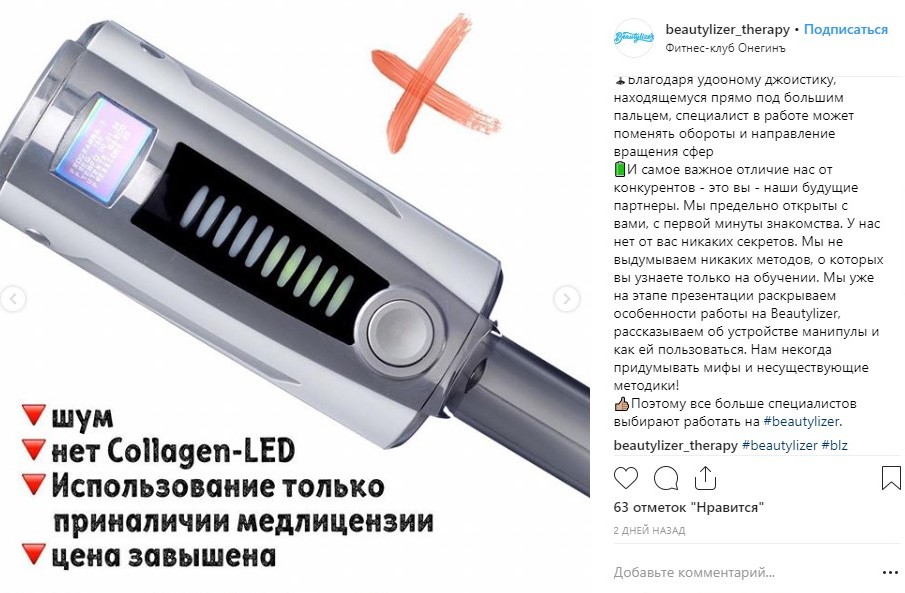 шум
нет Collagen-LED
Использование только
приналичии медлицензии
цена завышена
Beautylizer
beautylizer_therapy • Подписаться
Фитнес-клуб Онегинъ
Благодаря удобному джойстику,
находящемуся прямо под большим
пальцем, специалист в работе может
поменять обороты и направление
вращения сфер
И самое важное отличие нас от
конкурентов - это вы - наши будущие
партнеры. Мы предельно открыты с
вами, с первой минуты знакомства. У нас
нет от вас никаких секретов. Мы не
выдумываем никаких методов, о которых
вы узнаете только на обучении. Мы уже
на этапе презентации раскрываем
особенности работы на Beautylizer,
рассказываем об устройстве манипулы и
как ей пользоваться. Нам некогда
придумывать мифы и несуществующие
методики!
Поэтому все больше специалистов
выбирают работать на #beautylizer.
beautylizer_therapy #beautylizer #blz
63 отметок "Нравится"
2 ДНЕЙ НАЗАД
Добавьте комментарий...